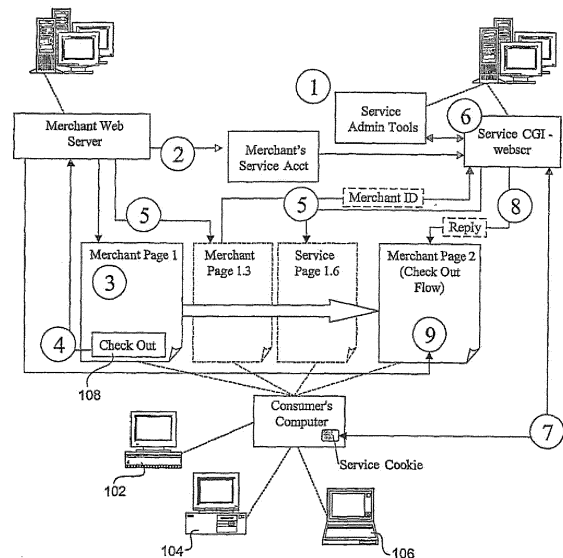 1
Merchant Web
Server
2
Merchant's
Service Acct
Service
Admin Tools
6
Service CGI -
webscr
5
5
Merchant ID
8
Reply
Merchant Page 1
3
Merchant
Page 1.3
Service
Page 1.6
Merchant Page 2
(Check Out
Flow)
9
4
Check Out
108
Consumer's
Computer
7
Service Cookie
102
104
106